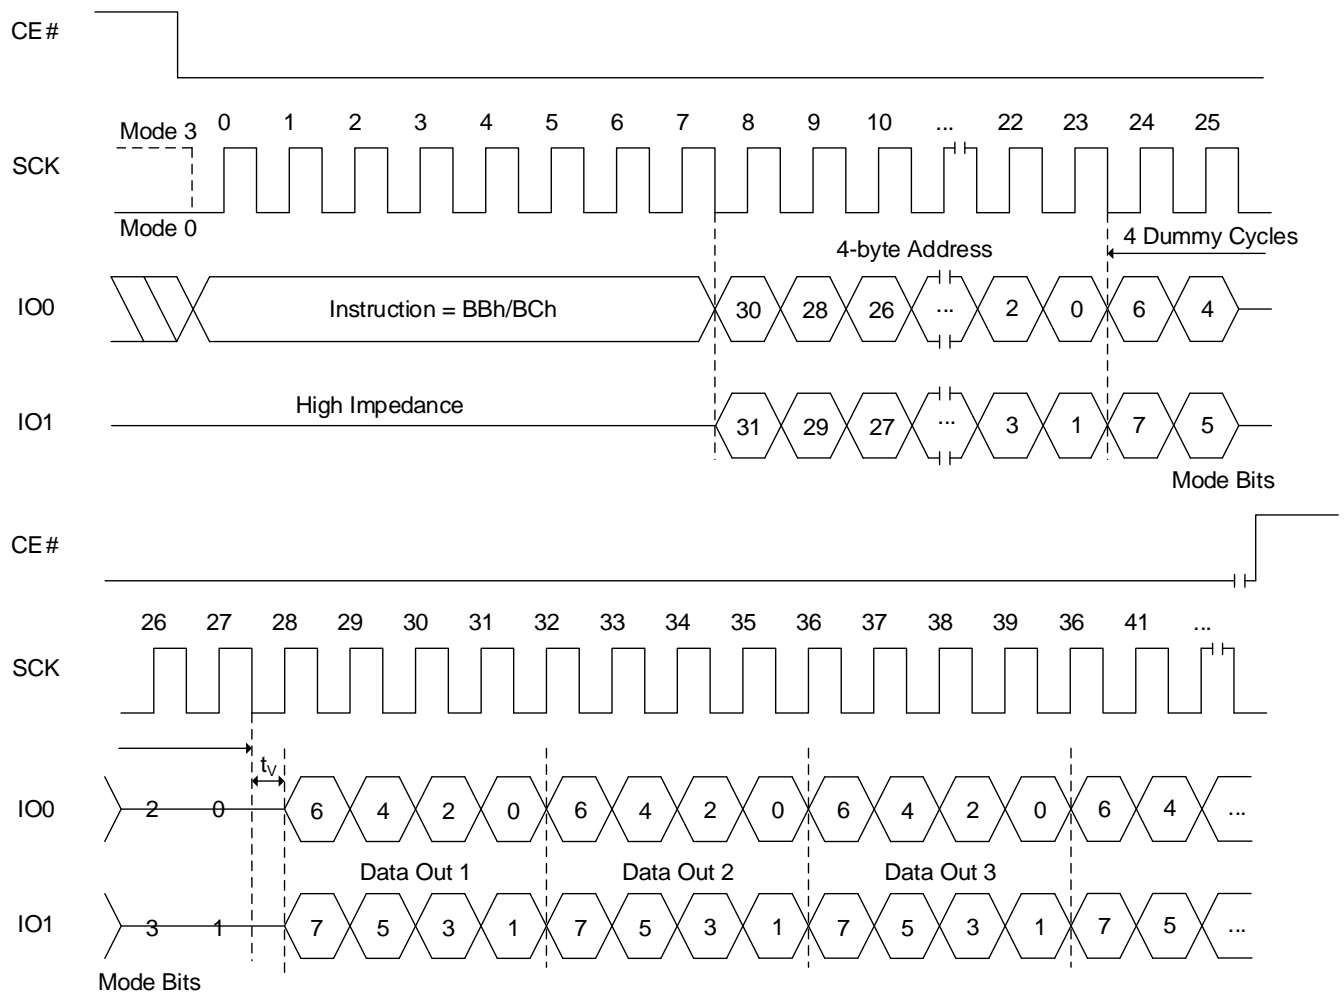 CE#
0 1 2 3 4 5 6 7 8 9 10 ... 22 23 24 25
Mode 3
SCK
Mode 0
4-byte Address
4 Dummy Cycles
IO0 Instruction = BBh/BCh 30 28 26 ... 2 0 6 4
High Impedance
IO1 31 29 27 ... 3 1 7 5
Mode Bits
CE#
26 27 28 29 30 31 32 33 34 35 36 37 38 39 36 41 ...
SCK
tV
IO0 2 0 6 4 2 0 6 4 2 0 6 4 2 0 6 4 ...
Data Out 1 Data Out 2 Data Out 3
IO1 3 1 7 5 3 1 7 5 3 1 7 5 3 1 7 5 ...
Mode Bits